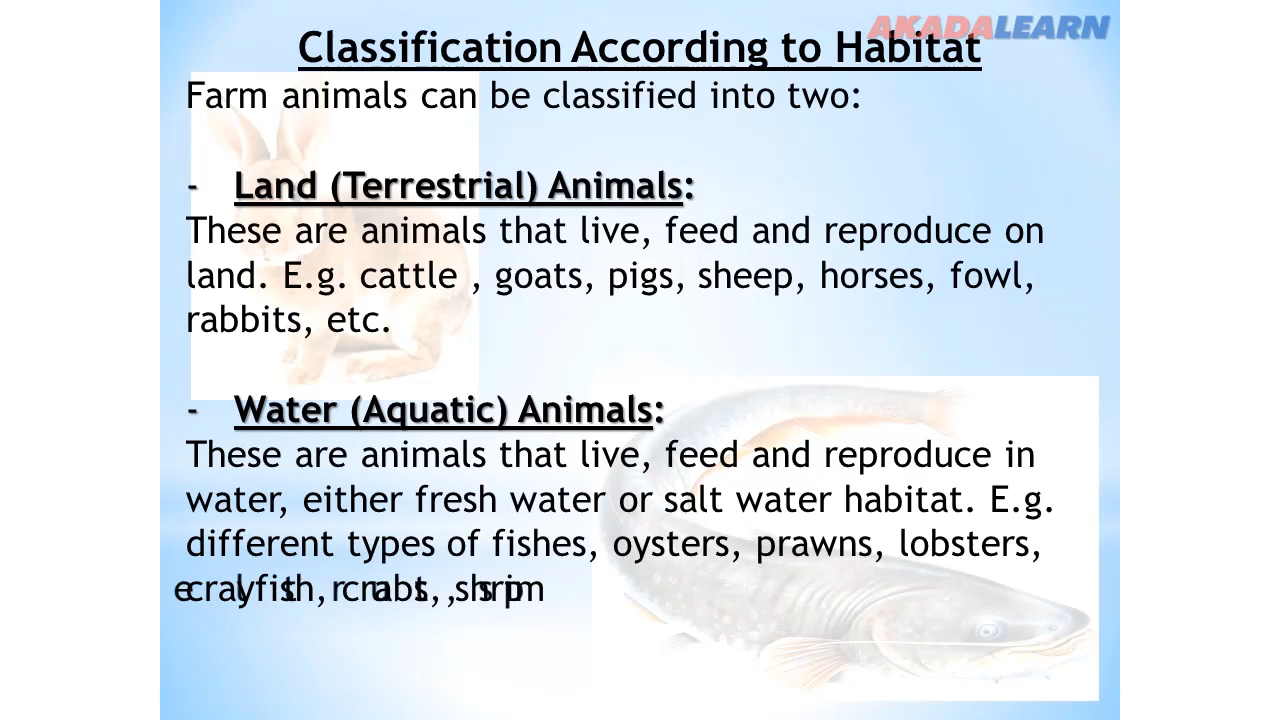 AKADALEARN
Classification According to Habitat
Farm animals can be classified into two:
- Land (Terrestrial) Animals:
These are animals that live, feed and reproduce on
land. E.g. cattle , goats, pigs, sheep, horses, fowl,
rabbits, etc.
- Water (Aquatic) Animals:
These are animals that live, feed and reproduce in
water, either fresh water or salt water habitat. E.g.
different types of fishes, oysters, prawns, lobsters,
crayfish, crabs, shrim